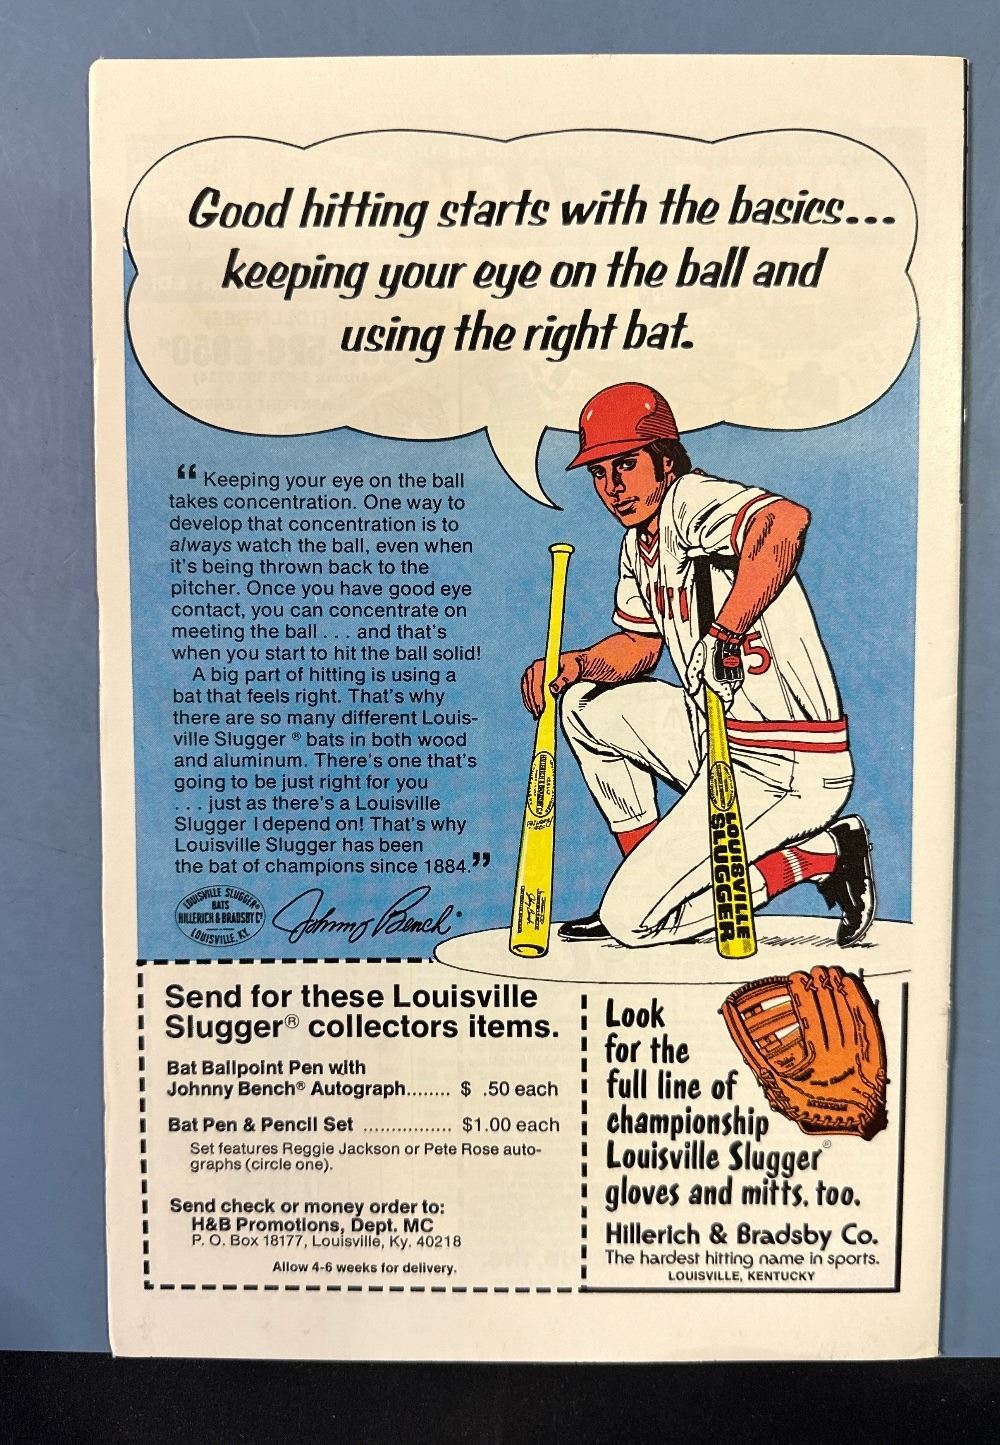 Good hitting starts with the basics...
keeping your eye on the ball and
using the right bat.
“ Keeping your eye on the ball
takes concentration. One way to
develop that concentration is to
always watch the ball, even when
it's being thrown back to the
pitcher. Once you have good eye
contact, you can concentrate on
meeting the ball . . . and that's
when you start to hit the ball solid!
A big part of hitting is using a
bat that feels right. That's why
there are so many different Louis-
ville Slugger ® bats in both wood
and aluminum. There's one that's
going to be just right for you
. . . just as there's a Louisville
Slugger I depend on! That's why
Louisville Slugger has been
the bat of champions since 1884.”
LOUISVILLE SLUGGER®
BATS
HILLERICH & BRADSBY Cº
LOUISVILLE, KY.
Johnny Bench
5
LOUISVILLE
SLUGGER
Send for these Louisville
Slugger® collectors items.
Bat Ballpoint Pen with
Johnny Bench® Autograph........ $ .50 each
Bat Pen & Pencil Set ................ $1.00 each
Set features Reggie Jackson or Pete Rose auto-
graphs (circle one).
Send check or money order to:
H&B Promotions, Dept. MC
P. O. Box 18177, Louisville, Ky. 40218
Allow 4-6 weeks for delivery.
Look
for the
full line of
championship
Louisville Slugger®
gloves and mitts, too.
Hillerich & Bradsby Co.
The hardest hitting name in sports.
LOUISVILLE, KENTUCKY